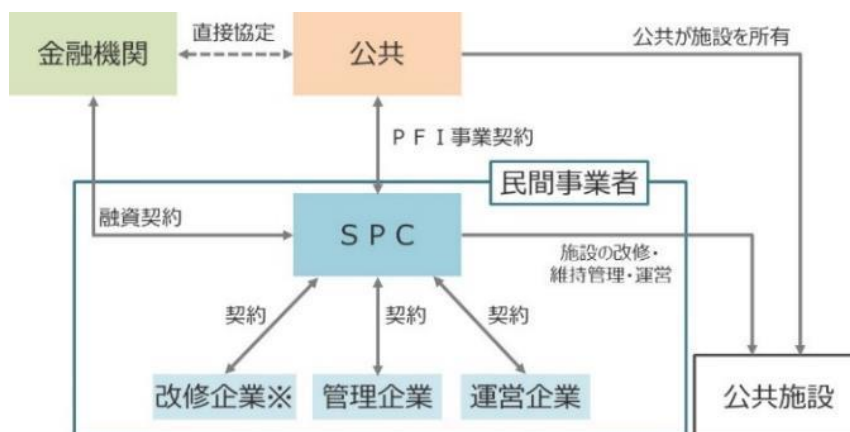 金融機関
直接協定
公共
公共が施設を所有
ＰＦＩ事業契約
民間事業者
融資契約
ＳＰＣ
施設の改修・
維持管理・運営
契約
契約
契約
改修企業※
管理企業
運営企業
公共施設